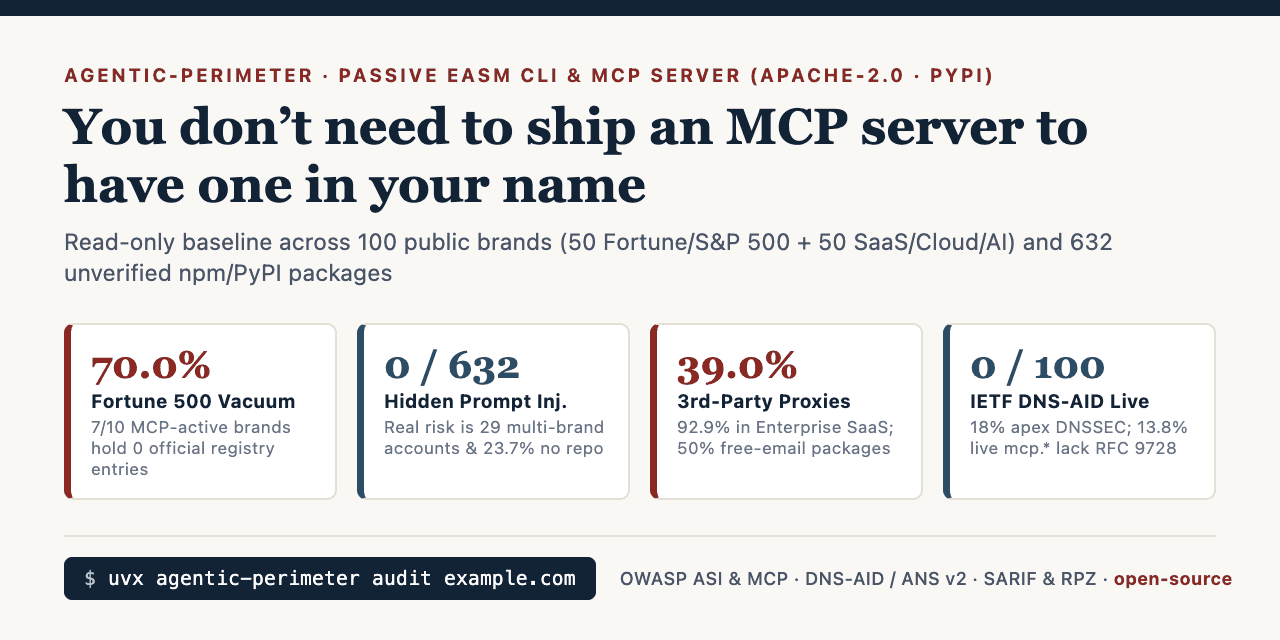 AGENTIC-PERIMETER · PASSIVE EASM CLI & MCP SERVER (APACHE-2.0 · PYPI)
You don’t need to ship an MCP server to
have one in your name
Read-only baseline across 100 public brands (50 Fortune/S&P 500 + 50 SaaS/Cloud/AI) and 632
unverified npm/PyPI packages
70.0%
Fortune 500 Vacuum
7/10 MCP-active brands
hold 0 official registry
entries
0 / 632
Hidden Prompt Inj.
Real risk is 29 multi-brand
accounts & 23.7% no repo
39.0%
3rd-Party Proxies
92.9% in Enterprise SaaS;
50% free-email packages
0 / 100
IETF DNS-AID Live
18% apex DNSSEC; 13.8%
live mcp.* lack RFC 9728
$ uvx agentic-perimeter audit example.com
OWASP ASI & MCP · DNS-AID / ANS v2 · SARIF & RPZ · open-source